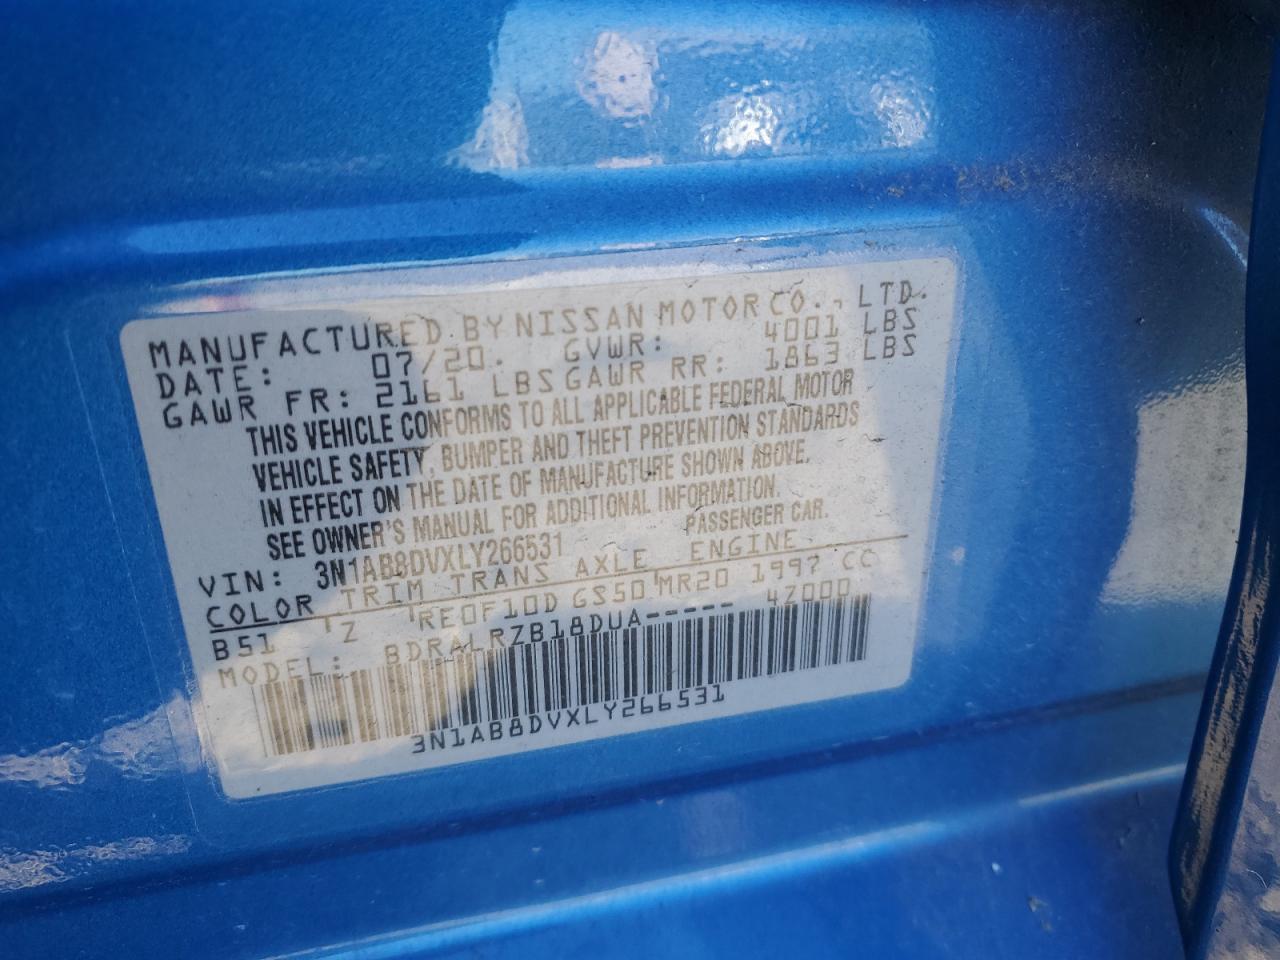 MANUFACTURED BY NISSAN MOTOR CO., LTD.
DATE: 07/20. GVWR: 4001 LBS
GAWR FR: 2161 LBS GAWR RR: 1863 LBS
THIS VEHICLE CONFORMS TO ALL APPLICABLE FEDERAL MOTOR
VEHICLE SAFETY, BUMPER AND THEFT PREVENTION STANDARDS
IN EFFECT ON THE DATE OF MANUFACTURE SHOWN ABOVE.
SEE OWNER'S MANUAL FOR ADDITIONAL INFORMATION.
VIN: 3N1AB8DVXLY266531 PASSENGER CAR.
COLOR TRIM TRANS AXLE ENGINE
B51 Z RE0F10D GS50 MR20 1997 CC
MODEL: BDRALRZB18DUA----- 4Z000
3N1AB8DVXLY266531